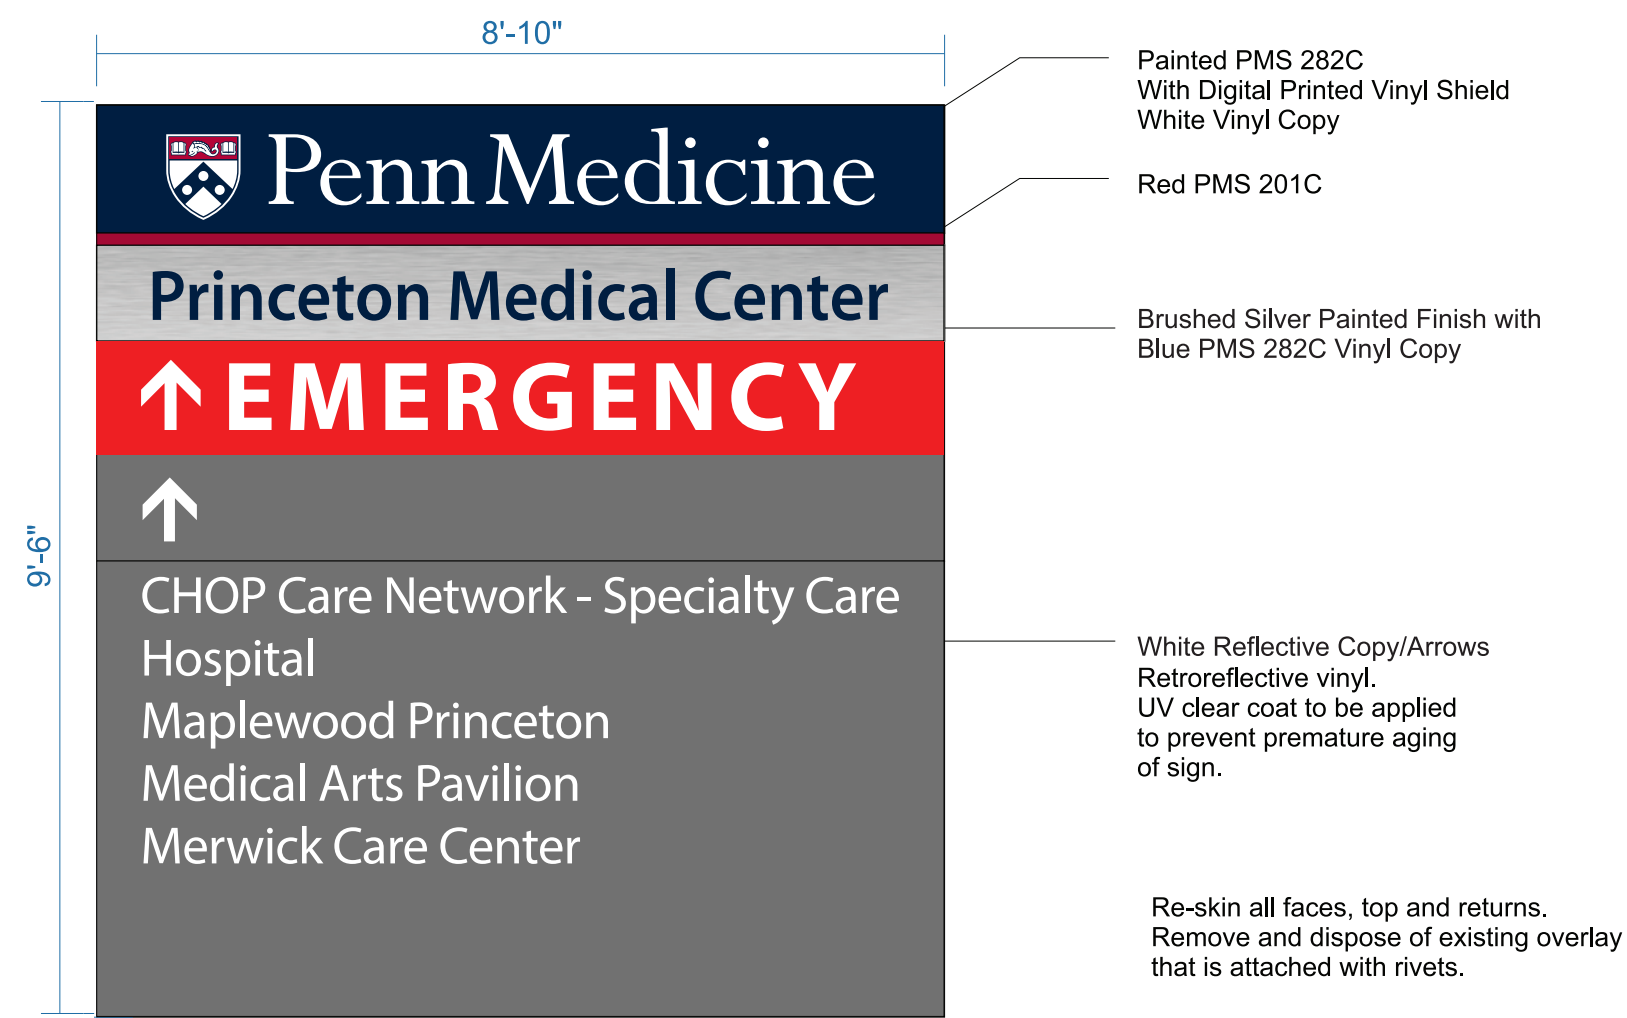 8'-10"
9'-6"
Penn Medicine
Princeton Medical Center
EMERGENCY
CHOP Care Network - Specialty Care
Hospital
Maplewood Princeton
Medical Arts Pavilion
Merwick Care Center
Painted PMS 282C
With Digital Printed Vinyl Shield
White Vinyl Copy
Red PMS 201C
Brushed Silver Painted Finish with
Blue PMS 282C Vinyl Copy
White Reflective Copy/Arrows
Retroreflective vinyl.
UV clear coat to be applied
to prevent premature aging
of sign.
Re-skin all faces, top and returns.
Remove and dispose of existing overlay
that is attached with rivets.